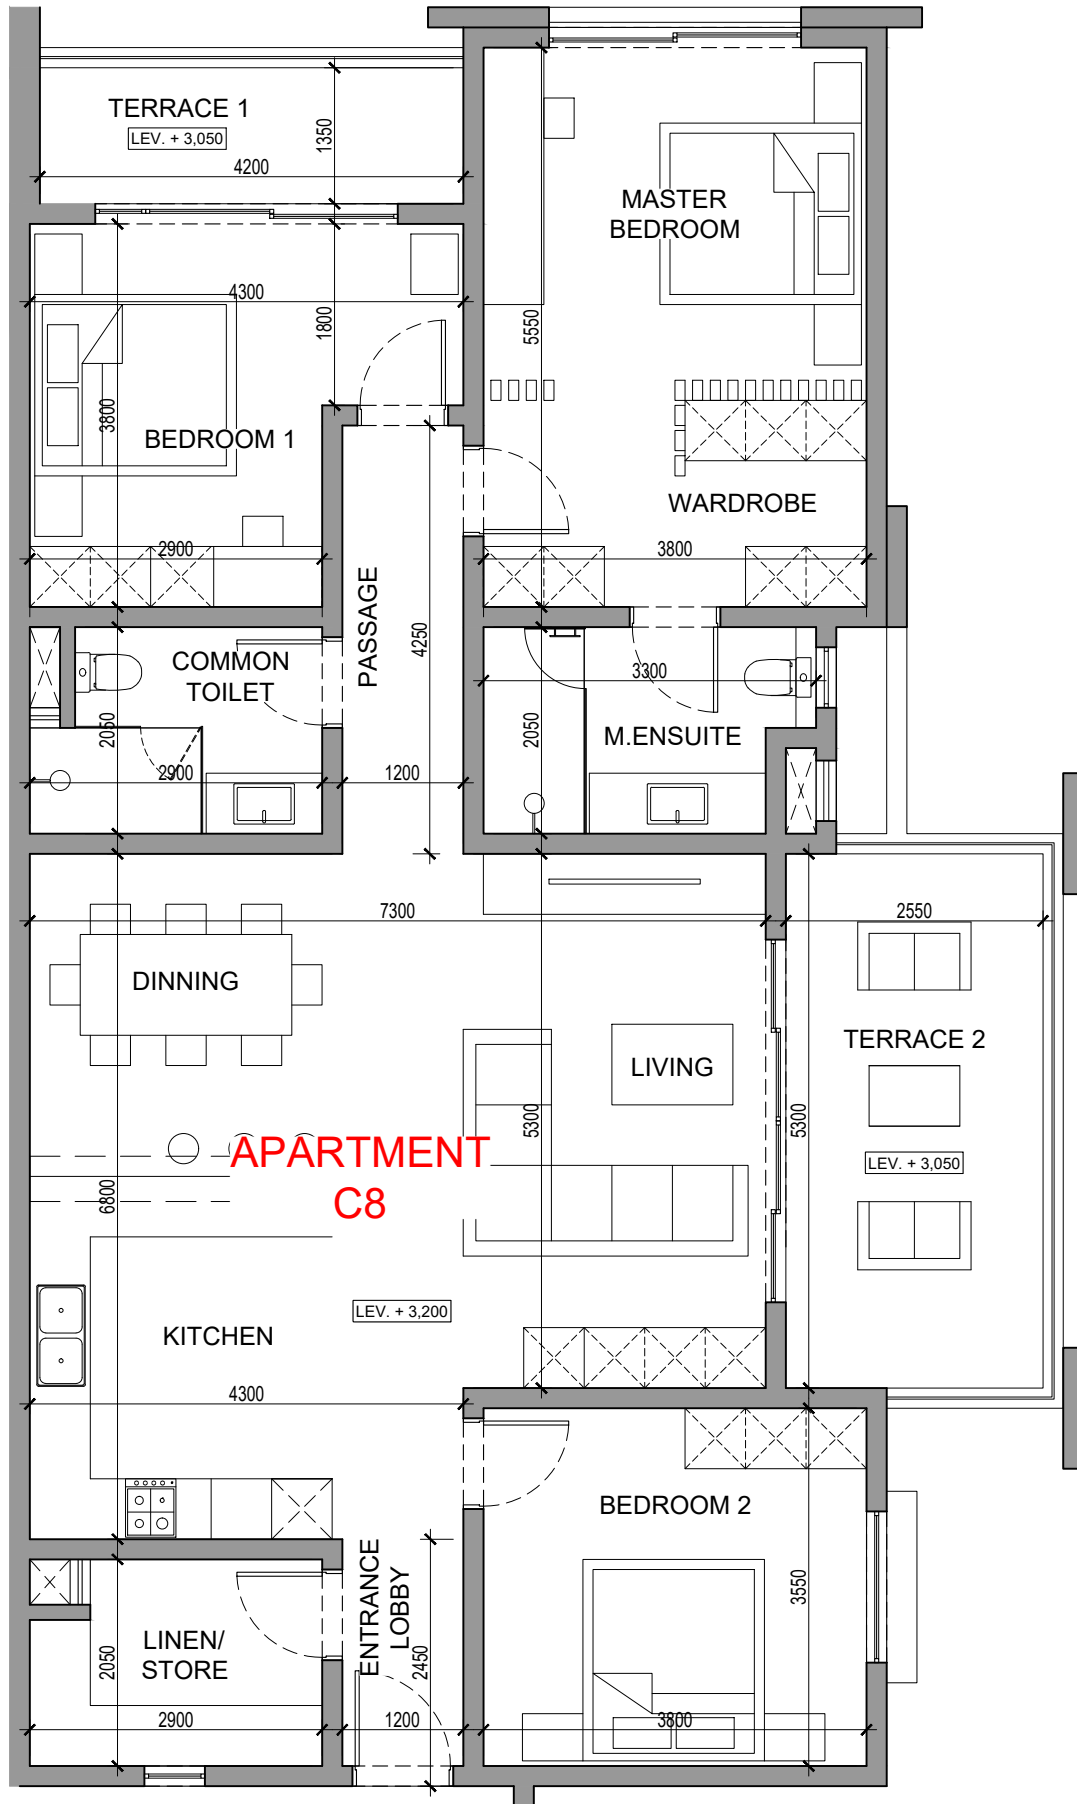 TERRACE 1
LEV. + 3,050
1350
4200
MASTER
BEDROOM
4300
1800
5550
3800
BEDROOM 1
WARDROBE
2900
3800
PASSAGE
4250
COMMON
TOILET
3300
2050
2050
M.ENSUITE
2900
1200
7300
2550
DINNING
LIVING
TERRACE 2
5300
5300
APARTMENT
C8
LEV. + 3,050
6800
LEV. + 3,200
KITCHEN
4300
BEDROOM 2
3550
ENTRANCE
LOBBY
LINEN/
STORE
2050
2450
2900
1200
3800